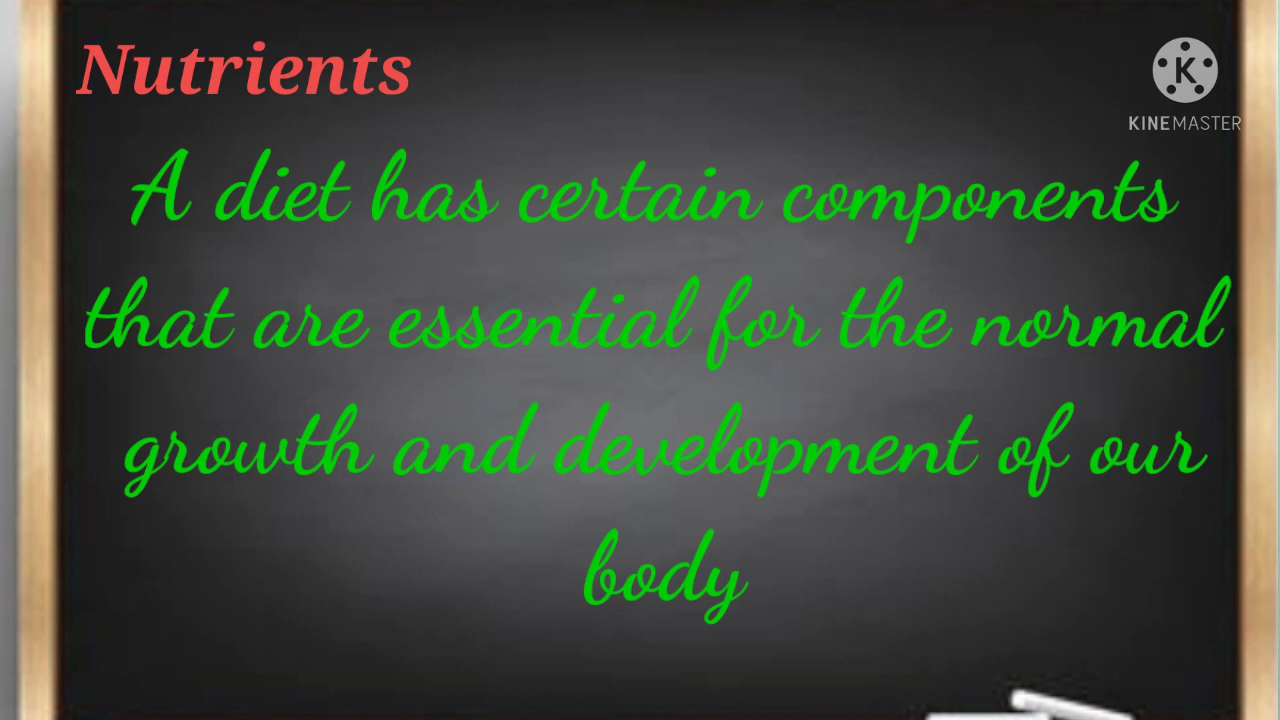 Nutrients
KINEMASTER
A diet has certain components
that are essential for the normal
growth and development of our
body